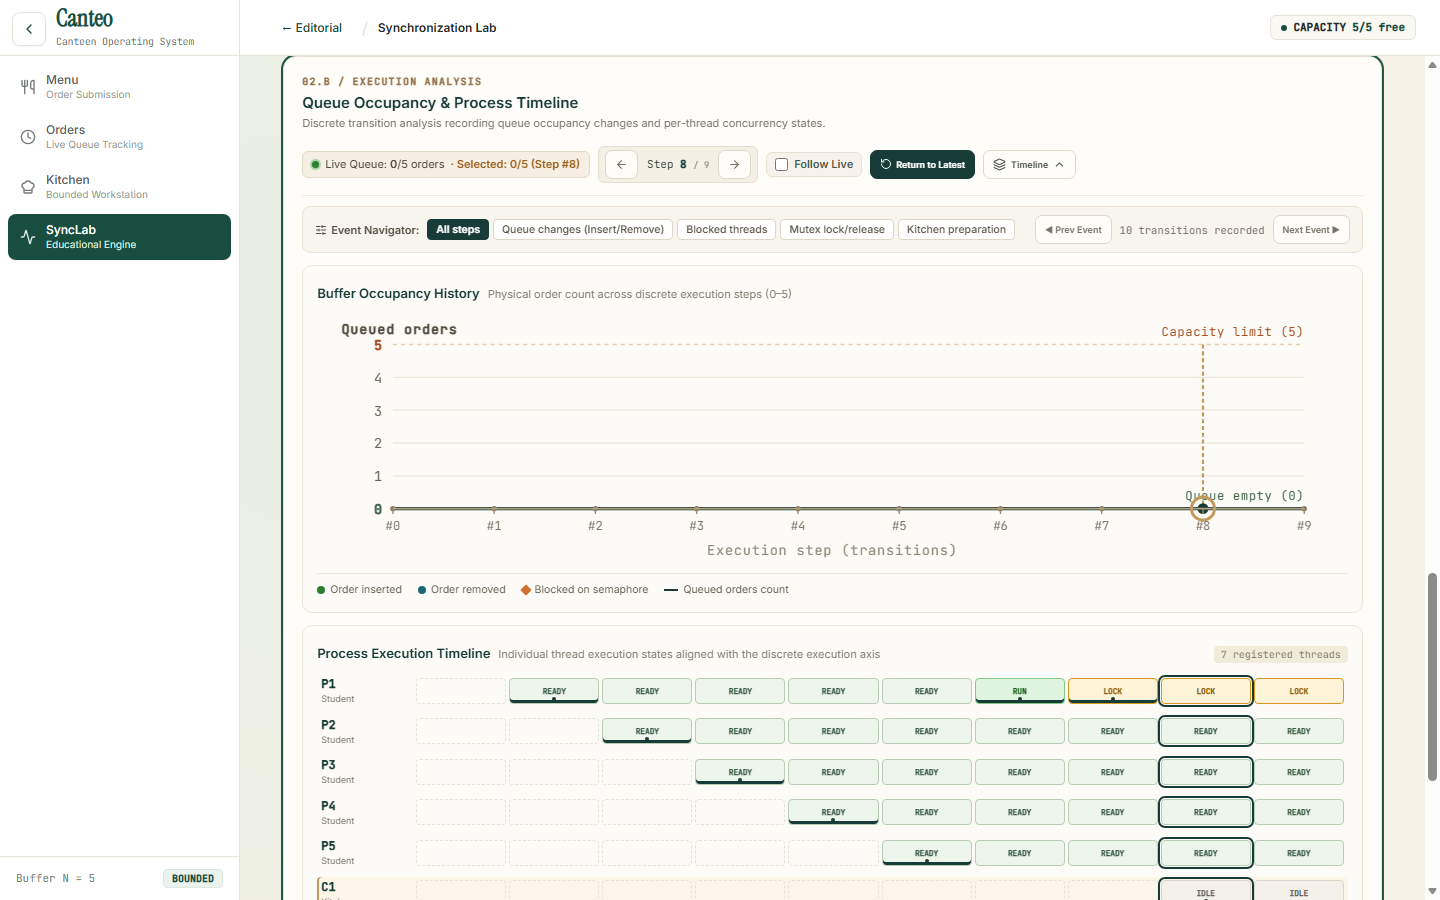 Canteo
Canteen Operating System
← Editorial / Synchronization Lab
CAPACITY 5/5 free
Menu
Order Submission
Orders
Live Queue Tracking
Kitchen
Bounded Workstation
SyncLab
Educational Engine
Buffer N = 5 BOUNDED
02.B / EXECUTION ANALYSIS
Queue Occupancy & Process Timeline
Discrete transition analysis recording queue occupancy changes and per-thread concurrency states.
Live Queue: 0/5 orders · Selected: 0/5 (Step #8) ← Step 8 / 9 → Follow Live Return to Latest Timeline
Event Navigator: All steps Queue changes (Insert/Remove) Blocked threads Mutex lock/release Kitchen preparation ◀ Prev Event 10 transitions recorded Next Event ▶
Buffer Occupancy History Physical order count across discrete execution steps (0–5)
Queued orders Capacity limit (5)
5
4
3
2
1
Queue empty (0)
0
#0 #1 #2 #3 #4 #5 #6 #7 #8 #9
Execution step (transitions)
Order inserted Order removed Blocked on semaphore Queued orders count
Process Execution Timeline Individual thread execution states aligned with the discrete execution axis 7 registered threads
P1 READY READY READY READY READY RUN LOCK LOCK LOCK
Student
P2 READY READY READY READY READY READY READY READY
Student
P3 READY READY READY READY READY READY READY
Student
P4 READY READY READY READY READY READY
Student
P5 READY READY READY READY READY
Student
C1 IDLE IDLE